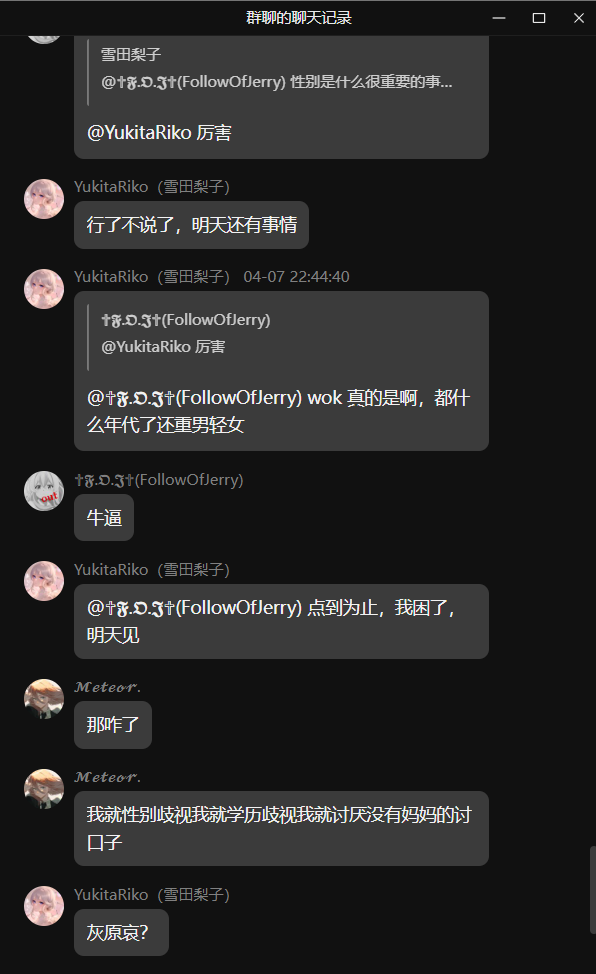 群聊的聊天记录
雪田梨子
@✝𝕱.𝕺.𝕵✝(FollowOfJerry) 性别是什么很重要的事...
@YukitaRiko 厉害
YukitaRiko（雪田梨子）
行了不说了，明天还有事情
YukitaRiko（雪田梨子） 04-07 22:44:40
✝𝕱.𝕺.𝕵✝(FollowOfJerry)
@YukitaRiko 厉害
@✝𝕱.𝕺.𝕵✝(FollowOfJerry) wok 真的是啊，都什
么年代了还重男轻女
out
✝𝕱.𝕺.𝕵✝(FollowOfJerry)
牛逼
YukitaRiko（雪田梨子）
@✝𝕱.𝕺.𝕵✝(FollowOfJerry) 点到为止，我困了，
明天见
𝓜𝓮𝓽𝓮𝓸𝓻.
那咋了
𝓜𝓮𝓽𝓮𝓸𝓻.
我就性别歧视我就学历歧视我就讨厌没有妈妈的讨
口子
YukitaRiko（雪田梨子）
灰原哀？